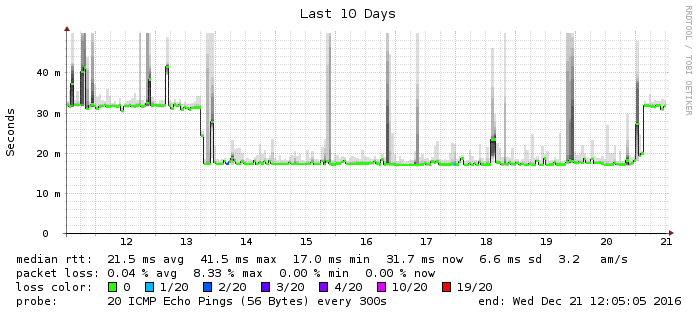 Last 10 Days
RRDTOOL / TOBI OETIKER
Seconds
40 m
30 m
20 m
10 m
0
12 13 14 15 16 17 18 19 20 21
median rtt: 21.5 ms avg 41.5 ms max 17.0 ms min 31.7 ms now 6.6 ms sd 3.2 am/s
packet loss: 0.04 % avg 8.33 % max 0.00 % min 0.00 % now
loss color: 0 1/20 2/20 3/20 4/20 10/20 19/20
probe: 20 ICMP Echo Pings (56 Bytes) every 300s end: Wed Dec 21 12:05:05 2016